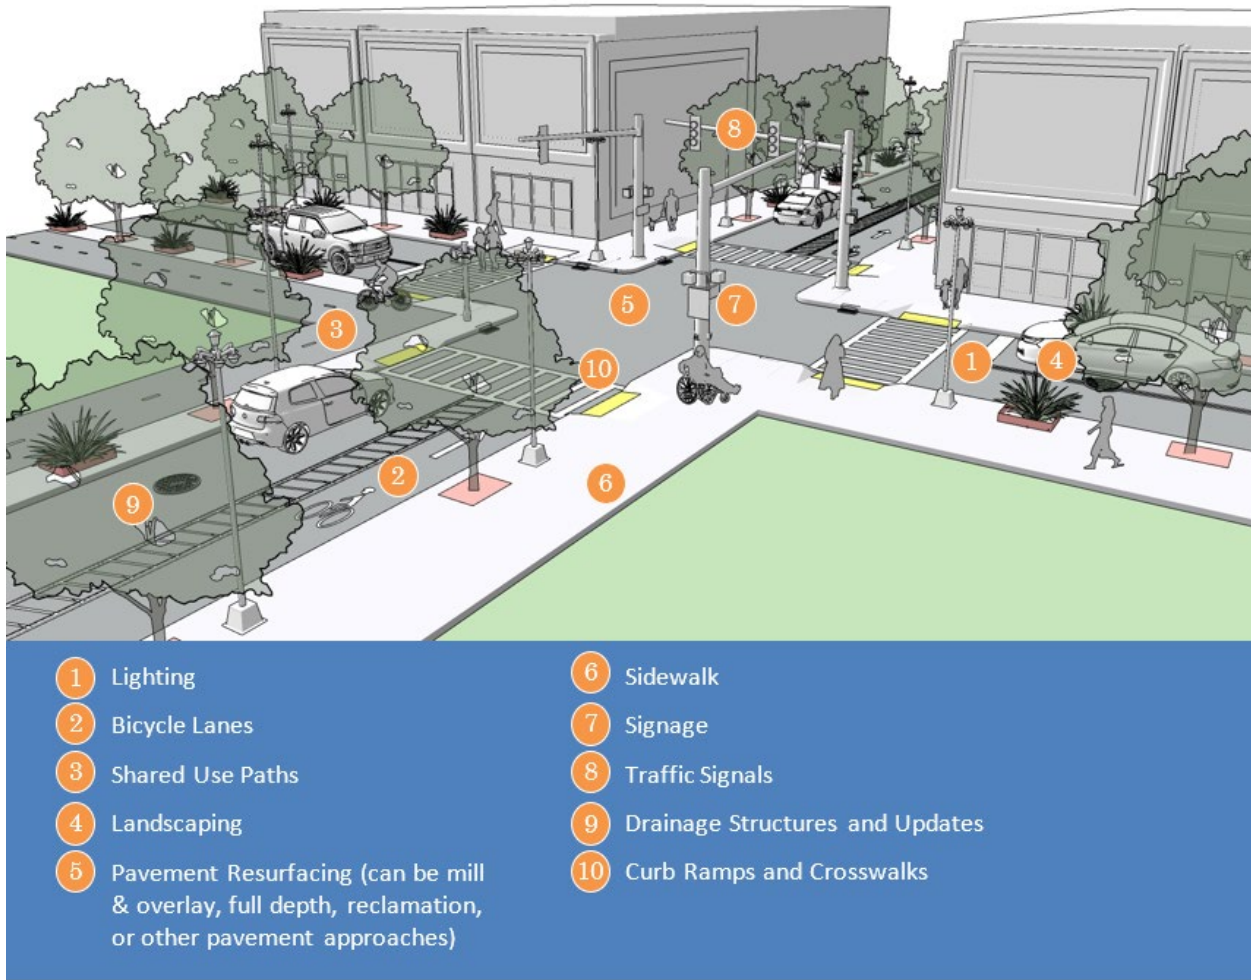 8
5
7
3
1
4
10
2
6
9
1 Lighting
2 Bicycle Lanes
3 Shared Use Paths
4 Landscaping
5 Pavement Resurfacing (can be mill
& overlay, full depth, reclamation,
or other pavement approaches)
6 Sidewalk
7 Signage
8 Traffic Signals
9 Drainage Structures and Updates
10 Curb Ramps and Crosswalks